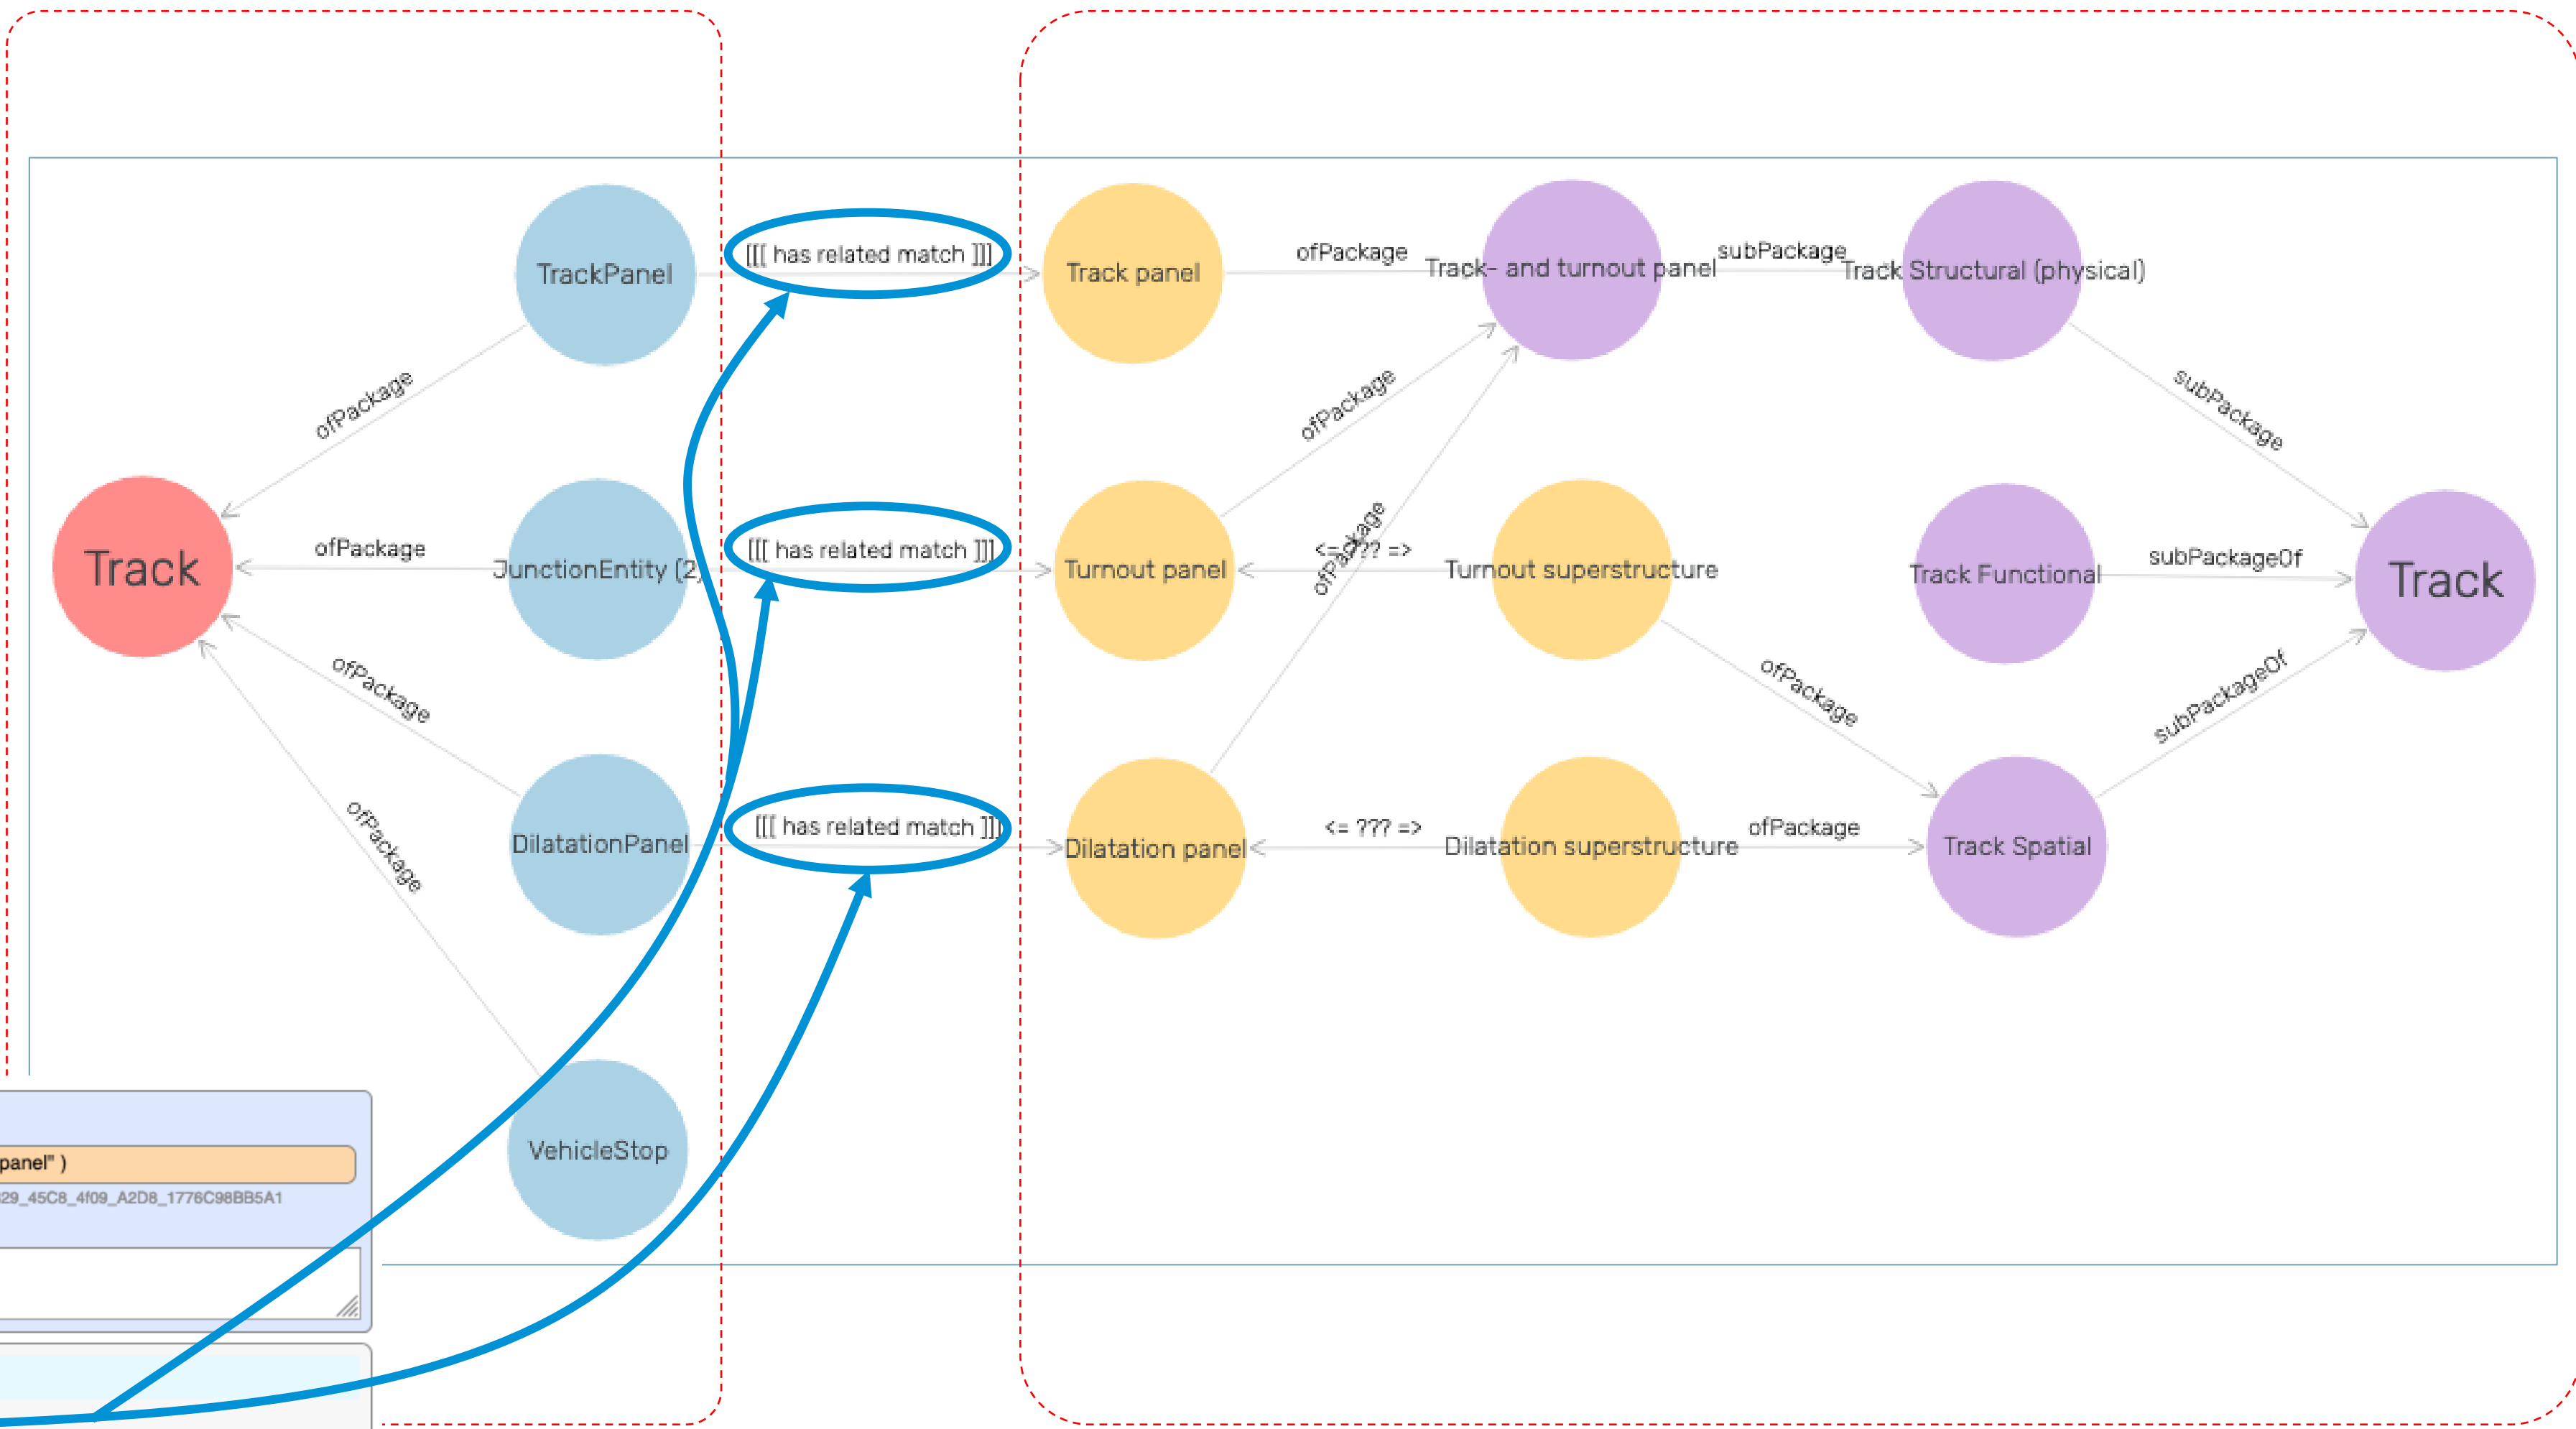 TrackPanel
[[[ has related match ]]]
Track panel
ofPackage
Track- and turnout panel
subPackage
Track Structural (physical)
ofPackage
ofPackage
subPackage
Track
ofPackage
JunctionEntity (2)
[[[ has related match ]]]
Turnout panel
<= ??? =>
ofPackage
Turnout superstructure
Track Functional
subPackageOf
Track
ofPackage
ofPackage
subPackageOf
ofPackage
DilatationPanel
[[[ has related match ]]]
Dilatation panel
<= ??? =>
Dilatation superstructure
ofPackage
Track Spatial
VehicleStop
panel" )
29_45C8_4f09_A2D8_1776C98BB5A1